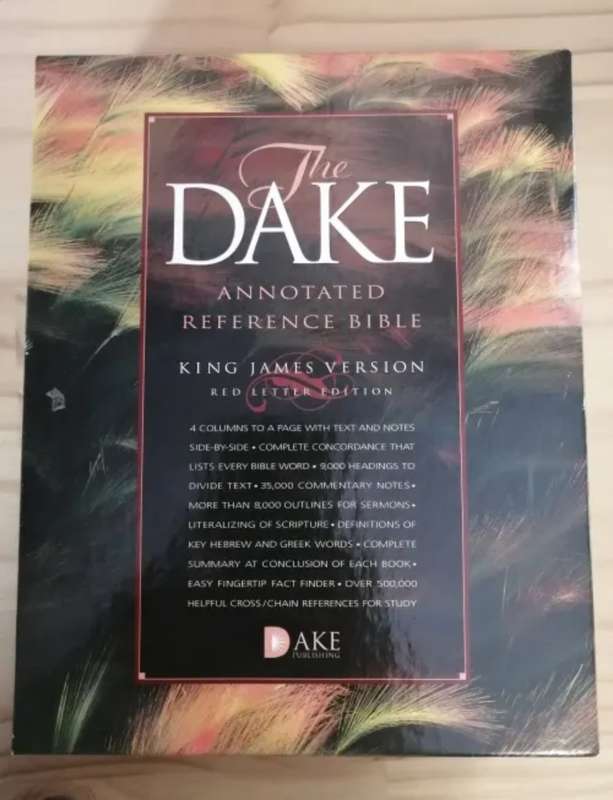 The
DAKE
ANNOTATED
REFERENCE BIBLE
KING JAMES VERSION
RED LETTER EDITION
4 COLUMNS TO A PAGE WITH TEXT AND NOTES
SIDE-BY-SIDE • COMPLETE CONCORDANCE THAT
LISTS EVERY BIBLE WORD • 9,000 HEADINGS TO
DIVIDE TEXT • 35,000 COMMENTARY NOTES •
MORE THAN 8,000 OUTLINES FOR SERMONS •
LITERALIZING OF SCRIPTURE • DEFINITIONS OF
KEY HEBREW AND GREEK WORDS • COMPLETE
SUMMARY AT CONCLUSION OF EACH BOOK •
EASY FINGERTIP FACT FINDER • OVER 500,000
HELPFUL CROSS/CHAIN REFERENCES FOR STUDY
DAKE
PUBLISHING